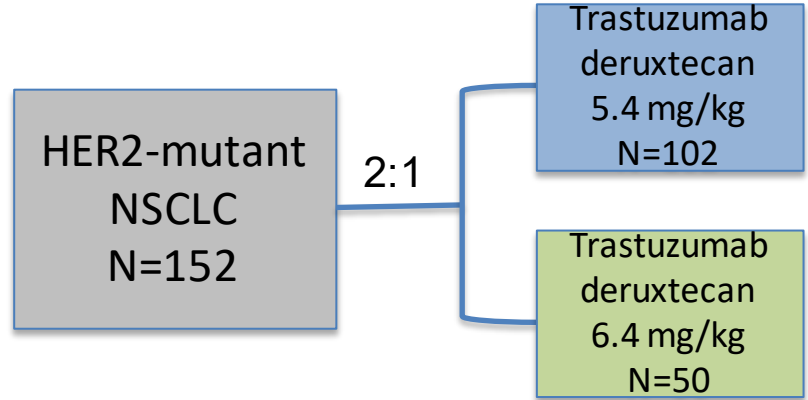 HER2-mutant
NSCLC
N=152
2:1
Trastuzumab
deruxtecan
5.4 mg/kg
N=102
Trastuzumab
deruxtecan
6.4 mg/kg
N=50